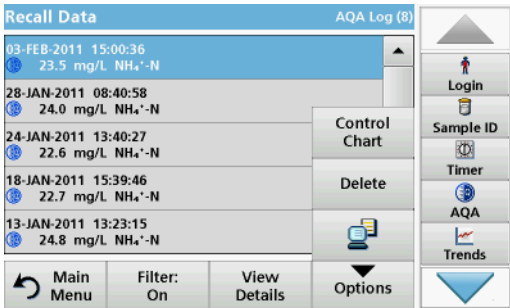 Recall Data
AQA Log (8)
03-FEB-2011 15:00:36
23.5 mg/L NH₄⁺-N
28-JAN-2011 08:40:58
24.0 mg/L NH₄⁺-N
24-JAN-2011 13:40:27
22.6 mg/L NH₄⁺-N
18-JAN-2011 15:39:46
22.7 mg/L NH₄⁺-N
13-JAN-2011 13:23:15
24.8 mg/L NH₄⁺-N
Control
Chart
Delete
Main
Menu
Filter:
On
View
Details
Options
Login
Sample ID
Timer
AQA
Trends